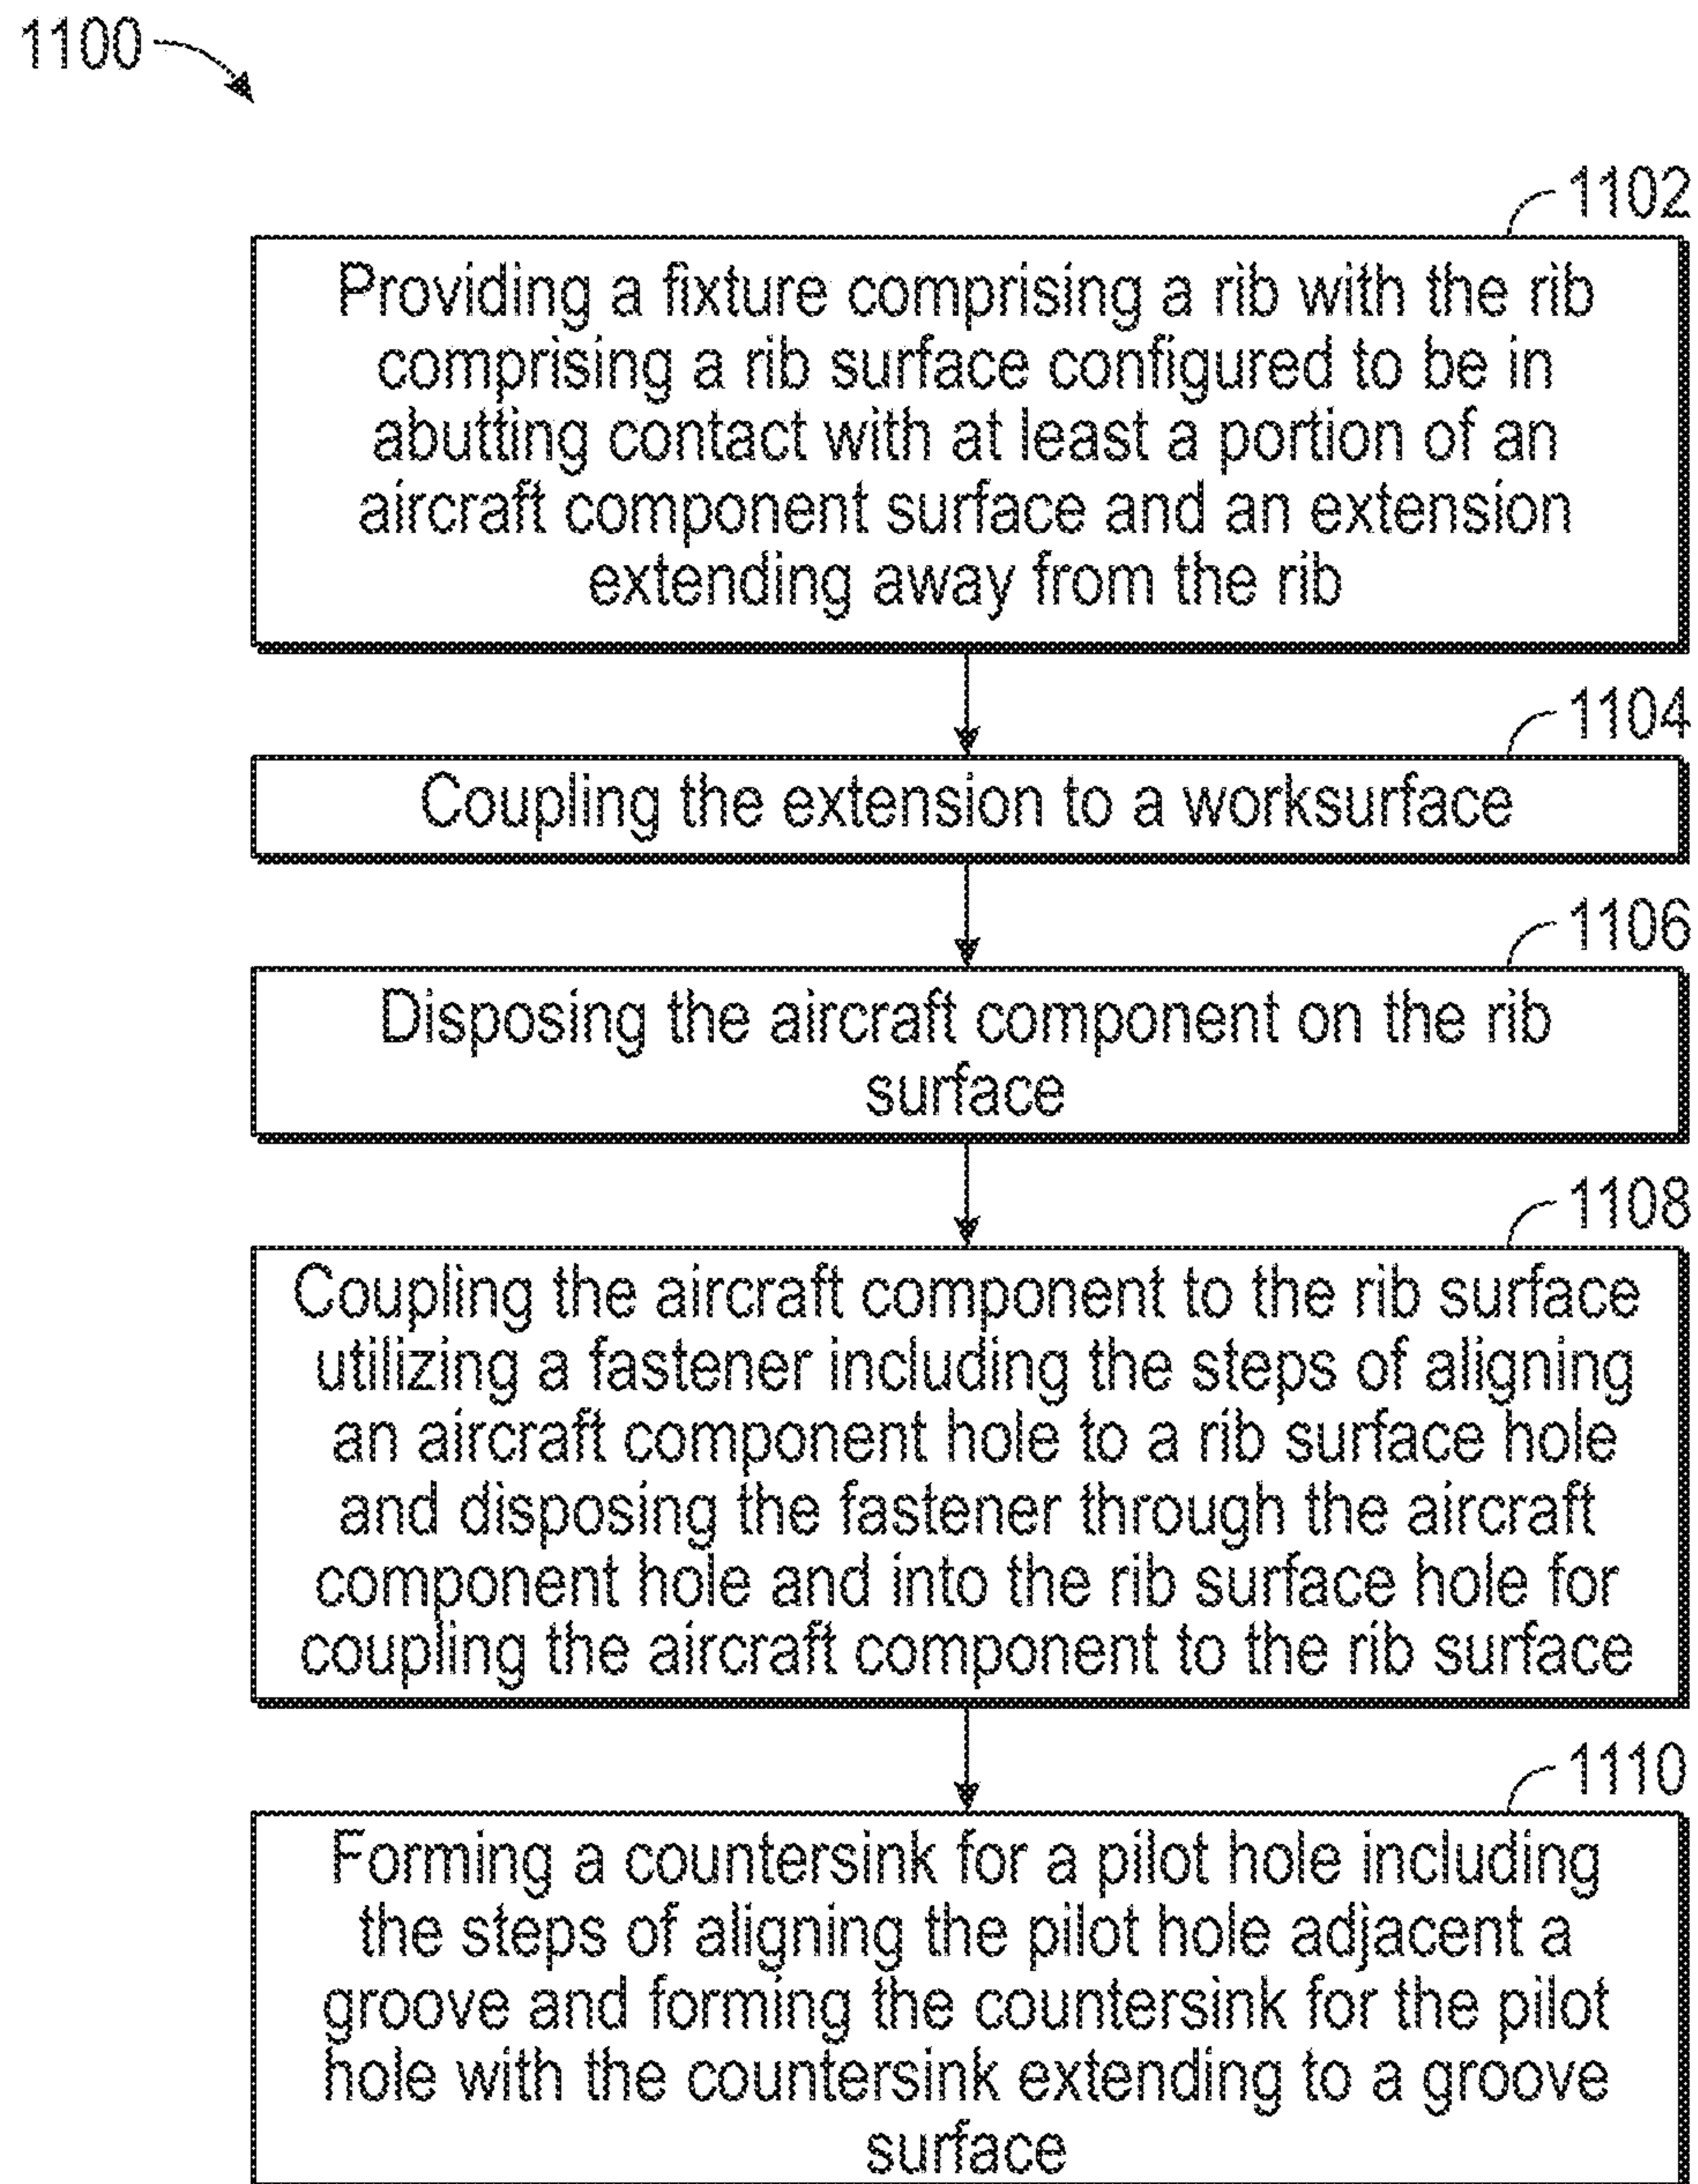 1100
1102
Providing a fixture comprising a rib with the rib
comprising a rib surface configured to be in
abutting contact with at least a portion of an
aircraft component surface and an extension
extending away from the rib
1104
Coupling the extension to a worksurface
1106
Disposing the aircraft component on the rib
surface
1108
Coupling the aircraft component to the rib surface
utilizing a fastener including the steps of aligning
an aircraft component hole to a rib surface hole
and disposing the fastener through the aircraft
component hole and into the rib surface hole for
coupling the aircraft component to the rib surface
1110
Forming a countersink for a pilot hole including
the steps of aligning the pilot hole adjacent a
groove and forming the countersink for the pilot
hole with the countersink extending to a groove
surface